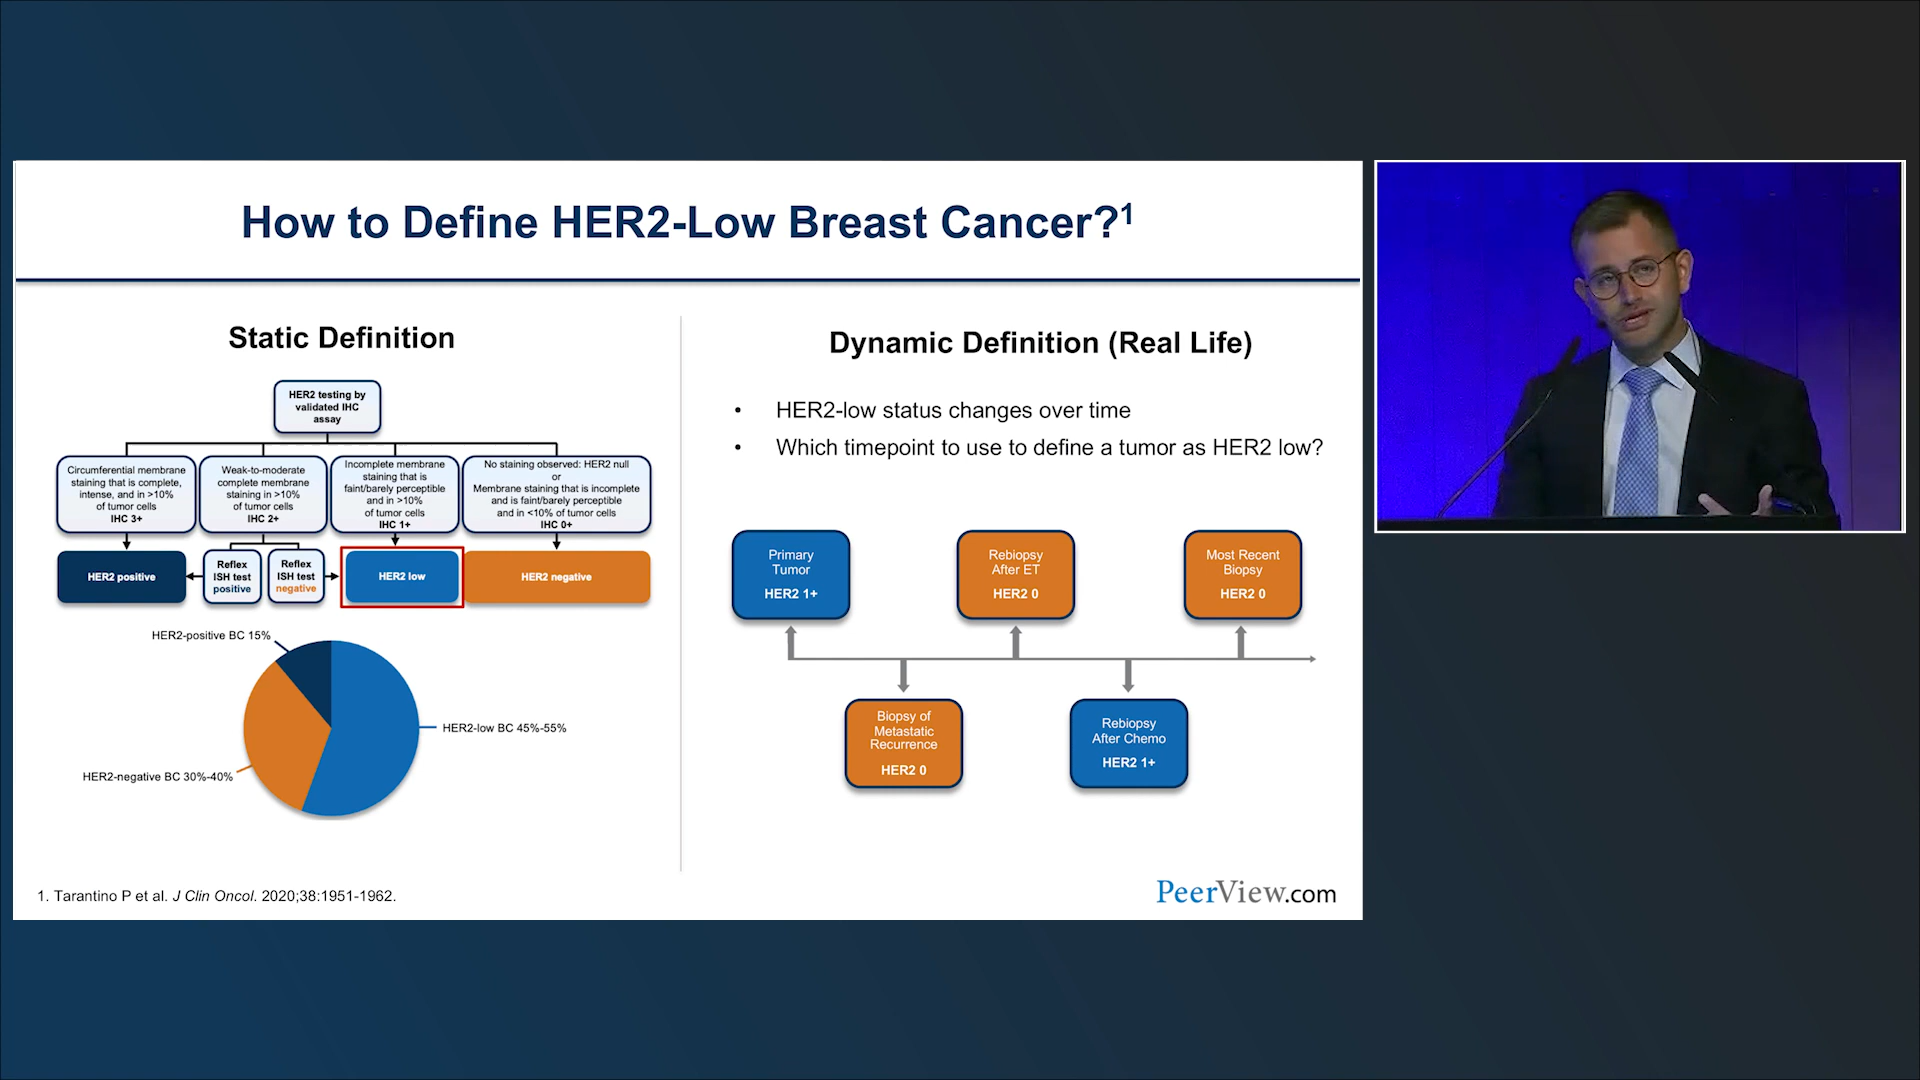 How to Define HER2-Low Breast Cancer?1
Static Definition
HER2 testing by
validated IHC
assay
Circumferential membrane
staining that is complete,
intense, and in >10%
of tumor cells
IHC 3+
Weak-to-moderate
complete membrane
staining in >10%
of tumor cells
IHC 2+
Incomplete membrane
staining that is
faint/barely perceptible
and in >10%
of tumor cells
IHC 1+
No staining observed: HER2 null
or
Membrane staining that is incomplete
and is faint/barely perceptible
and in <10% of tumor cells
IHC 0+
HER2 positive
Reflex
ISH test
positive
Reflex
ISH test
negative
HER2 low
HER2 negative
HER2-positive BC 15%
HER2-low BC 45%-55%
HER2-negative BC 30%-40%
Dynamic Definition (Real Life)
• HER2-low status changes over time
• Which timepoint to use to define a tumor as HER2 low?
Primary
Tumor
HER2 1+
Biopsy of
Metastatic
Recurrence
HER2 0
Rebiopsy
After ET
HER2 0
Rebiopsy
After Chemo
HER2 1+
Most Recent
Biopsy
HER2 0
1. Tarantino P et al. J Clin Oncol. 2020;38:1951-1962.
PeerView.com